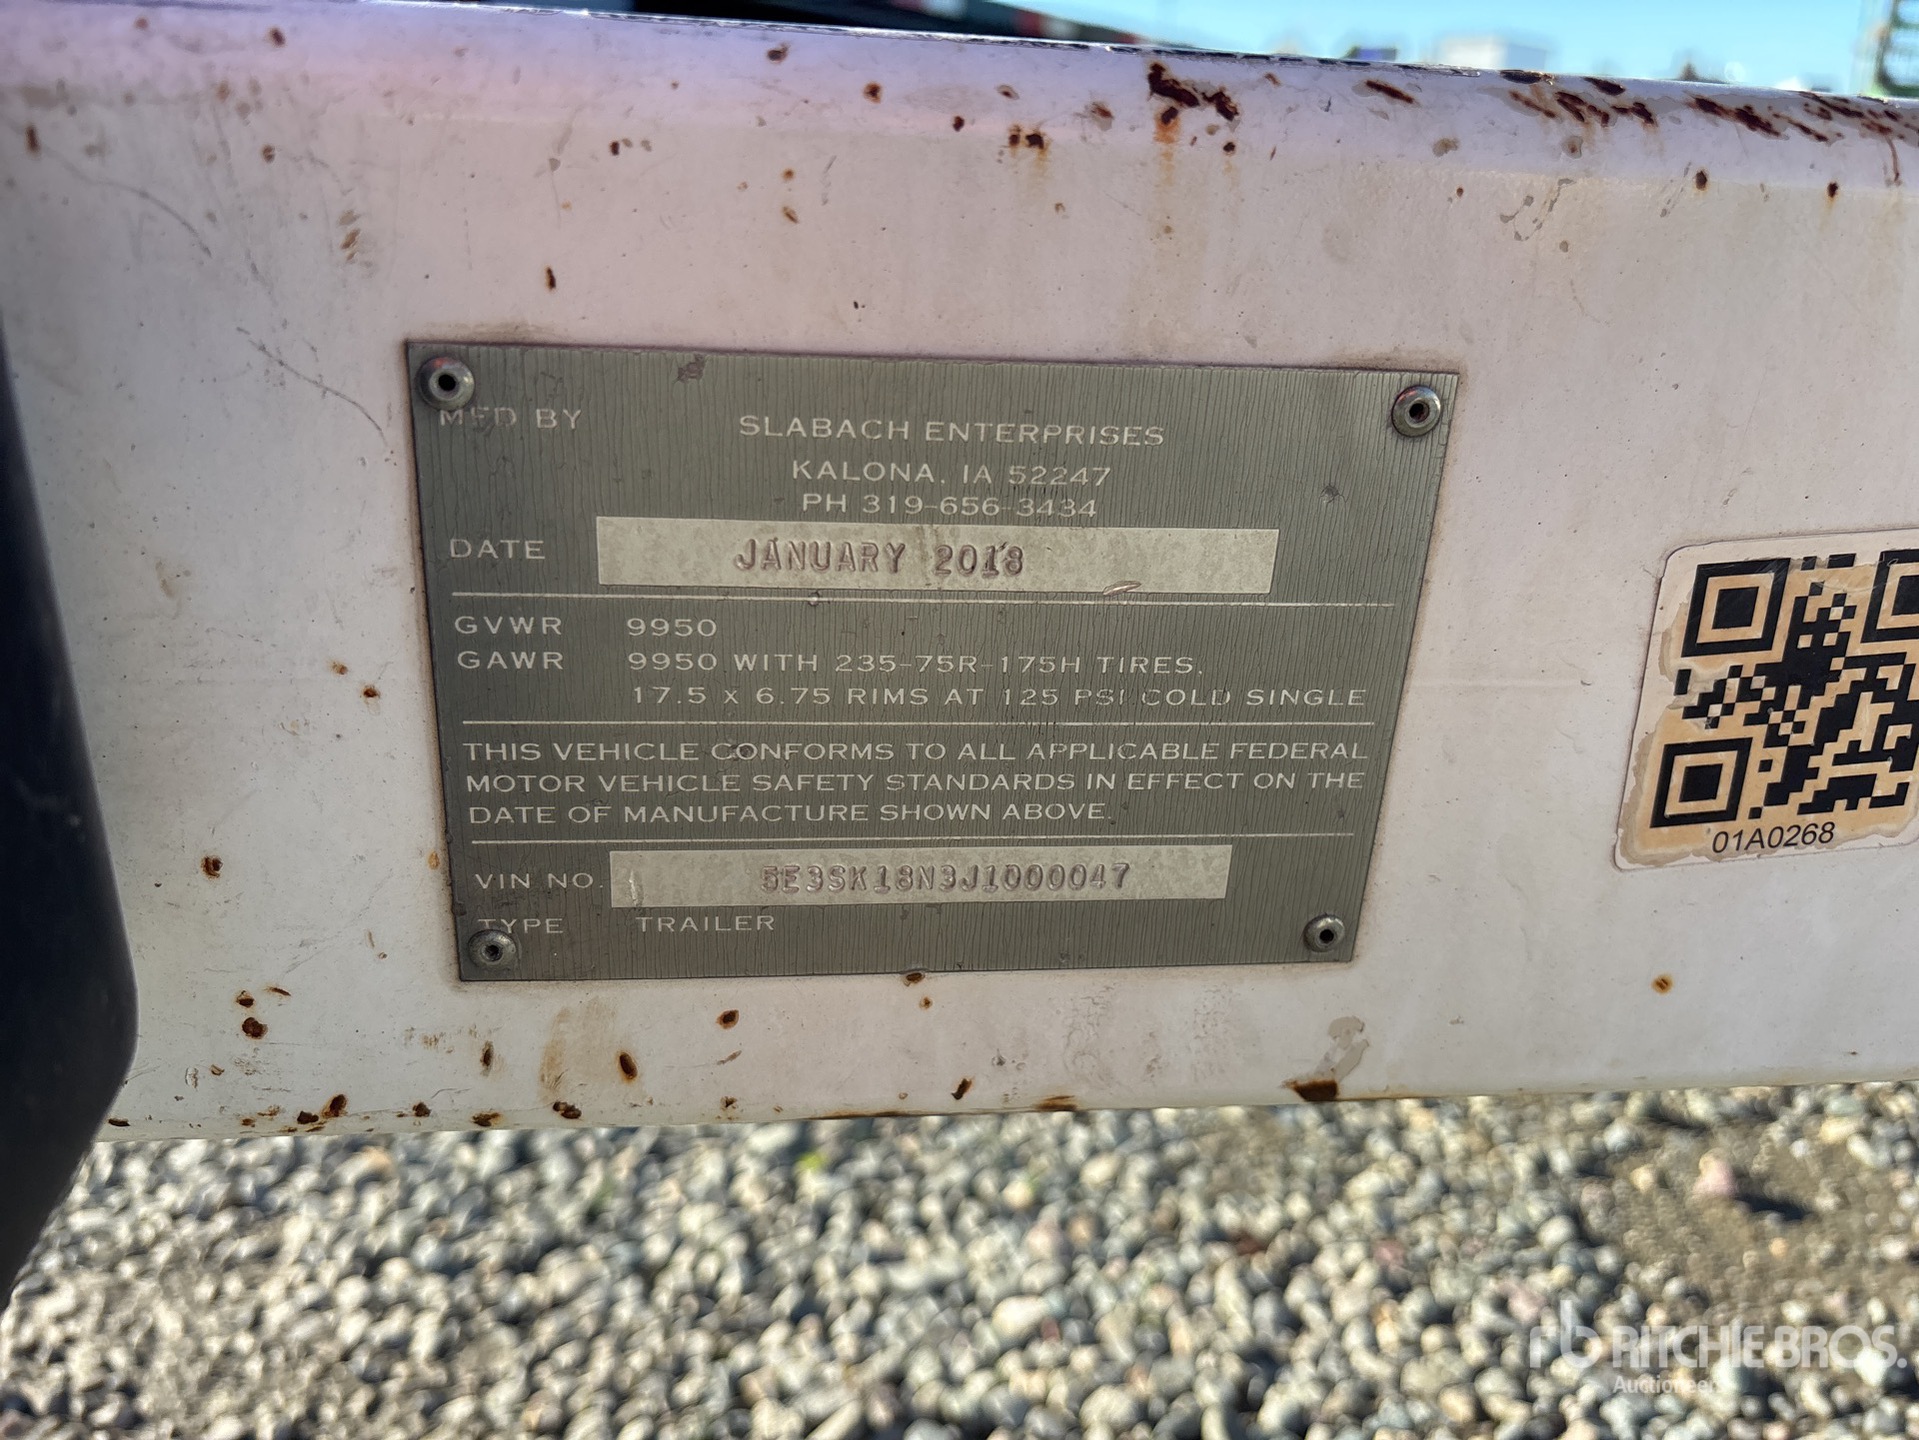 MFD BY
SLABACH ENTERPRISES
KALONA, IA 52247
PH 319-656-3434
DATE JANUARY 2018
GVWR 9950
GAWR 9950 WITH 235-75R-175H TIRES,
17.5 x 6.75 RIMS AT 125 PSI COLD SINGLE
THIS VEHICLE CONFORMS TO ALL APPLICABLE FEDERAL
MOTOR VEHICLE SAFETY STANDARDS IN EFFECT ON THE
DATE OF MANUFACTURE SHOWN ABOVE.
VIN NO. 5E3SK18N3J1000047
TYPE TRAILER
01A0268
rb RITCHIE BROS.
Auctioneers